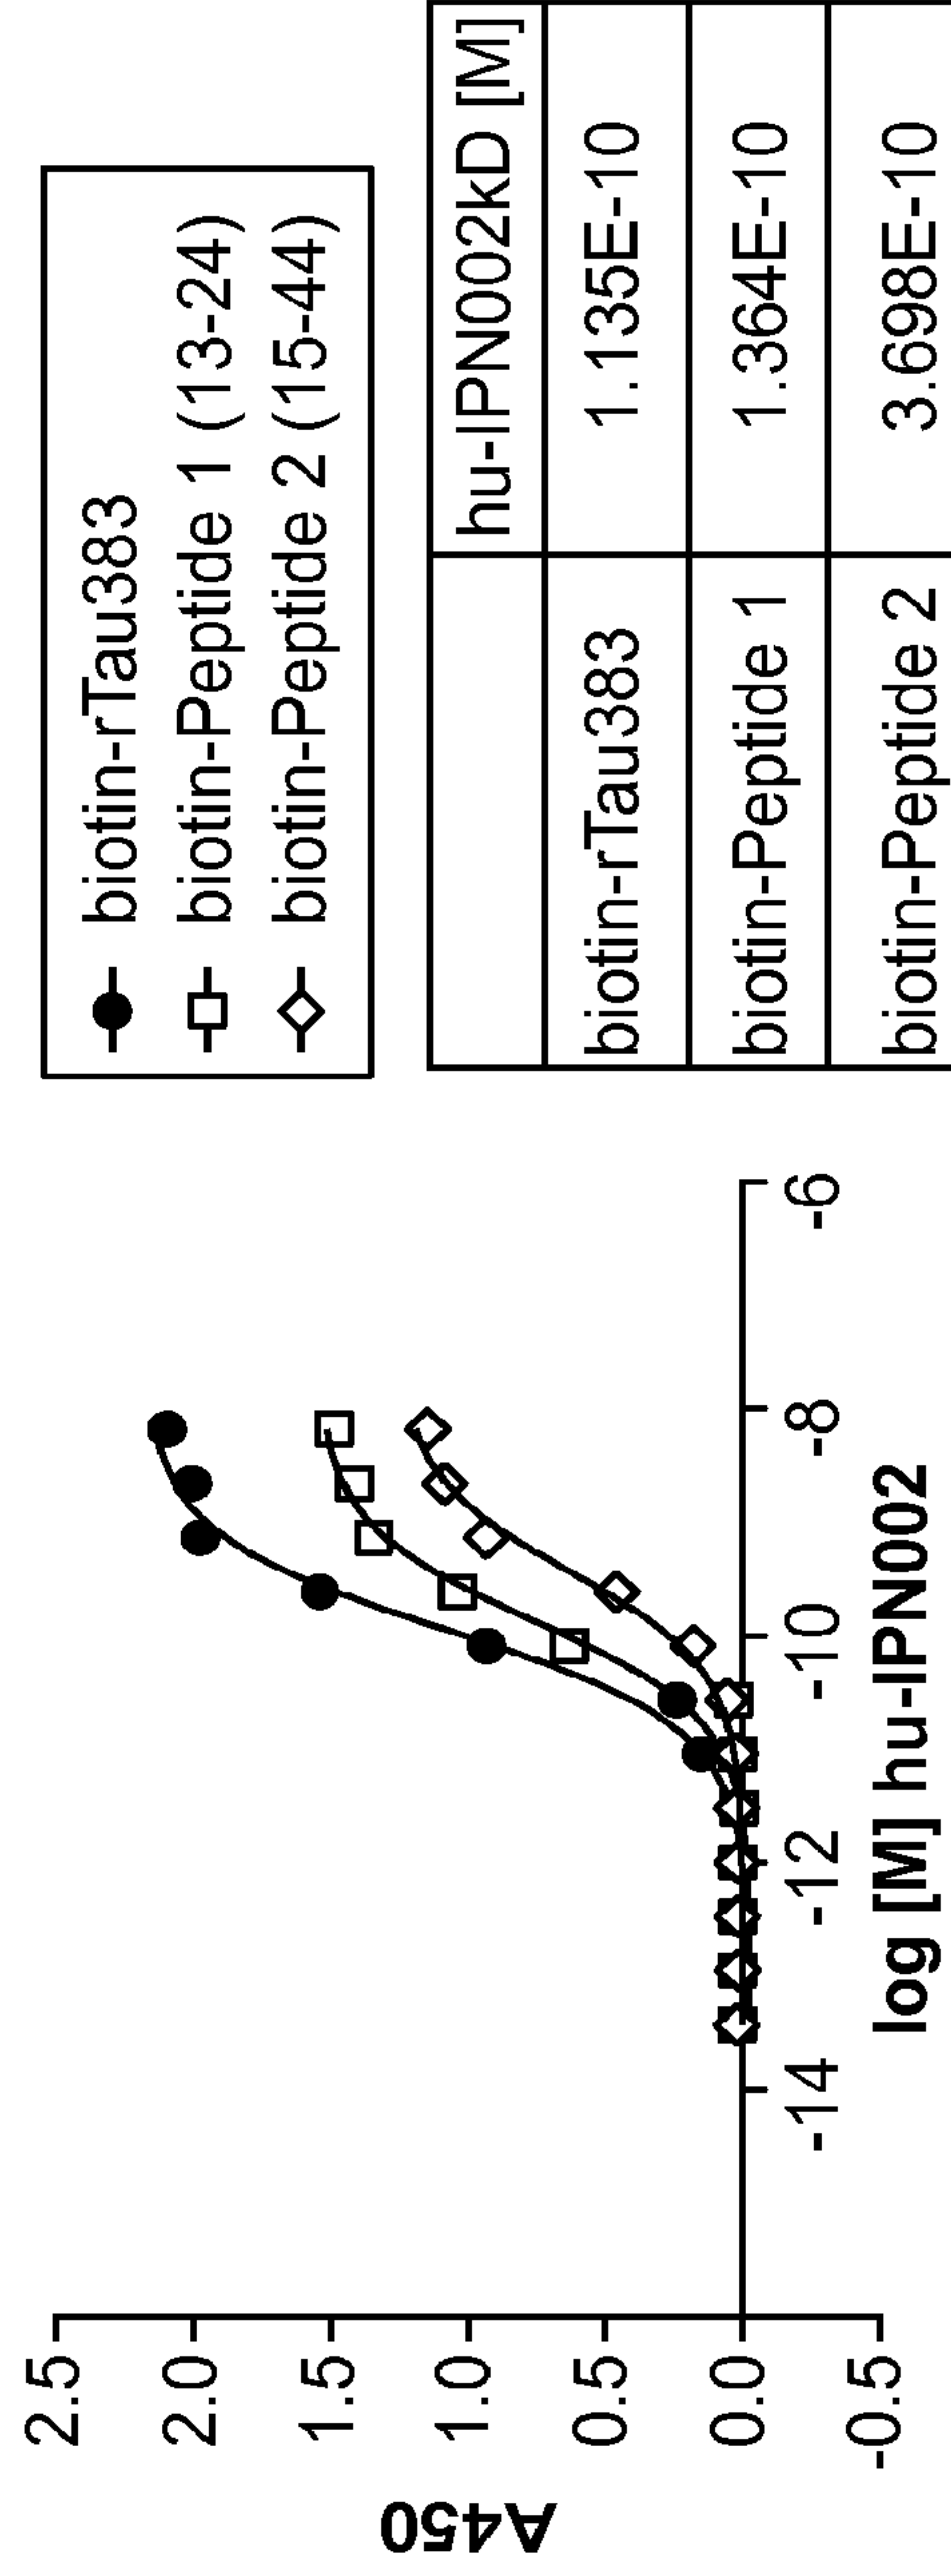 A450
2.5
2.0
1.5
1.0
0.5
0.0
-0.5
-14
-12
-10
-8
-6
log [M] hu-IPN002
biotin-rTau383
biotin-Peptide 1 (13-24)
biotin-Peptide 2 (15-44)
hu-IPN002kD [M]
biotin-rTau383 1.135E-10
biotin-Peptide 1 1.364E-10
biotin-Peptide 2 3.698E-10